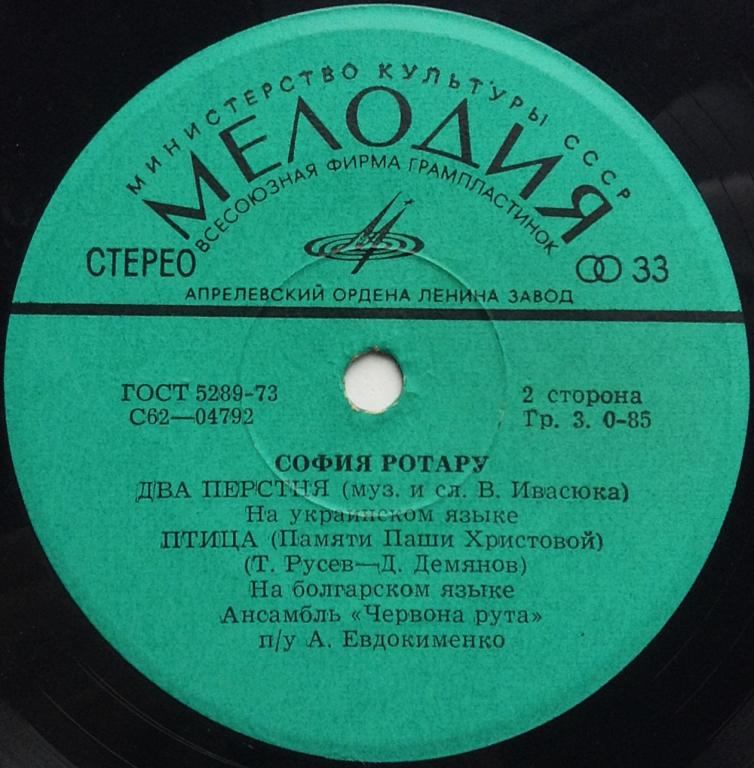 МИНИСТЕРСТВО КУЛЬТУРЫ СССР
МЕЛОДИЯ
ВСЕСОЮЗНАЯ ФИРМА ГРАМПЛАСТИНОК
СТЕРЕО
33
АПРЕЛЕВСКИЙ ОРДЕНА ЛЕНИНА ЗАВОД
ГОСТ 5289-73
С62—04792
2 сторона
Гр. 3. 0-85
СОФИЯ РОТАРУ
ДВА ПЕРСТНЯ (муз. и сл. В. Ивасюка)
На украинском языке
ПТИЦА (Памяти Паши Христовой)
(Т. Русев—Д. Демянов)
На болгарском языке
Ансамбль «Червона рута»
п/у А. Евдокименко